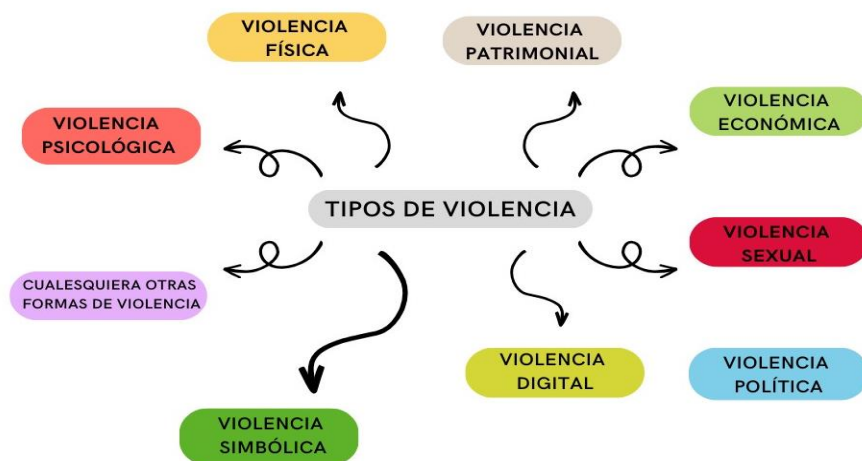 VIOLENCIA
FÍSICA
VIOLENCIA
PATRIMONIAL
VIOLENCIA
PSICOLÓGICA
VIOLENCIA
ECONÓMICA
TIPOS DE VIOLENCIA
VIOLENCIA
SEXUAL
CUALESQUIERA OTRAS
FORMAS DE VIOLENCIA
VIOLENCIA
DIGITAL
VIOLENCIA
POLÍTICA
VIOLENCIA
SIMBÓLICA